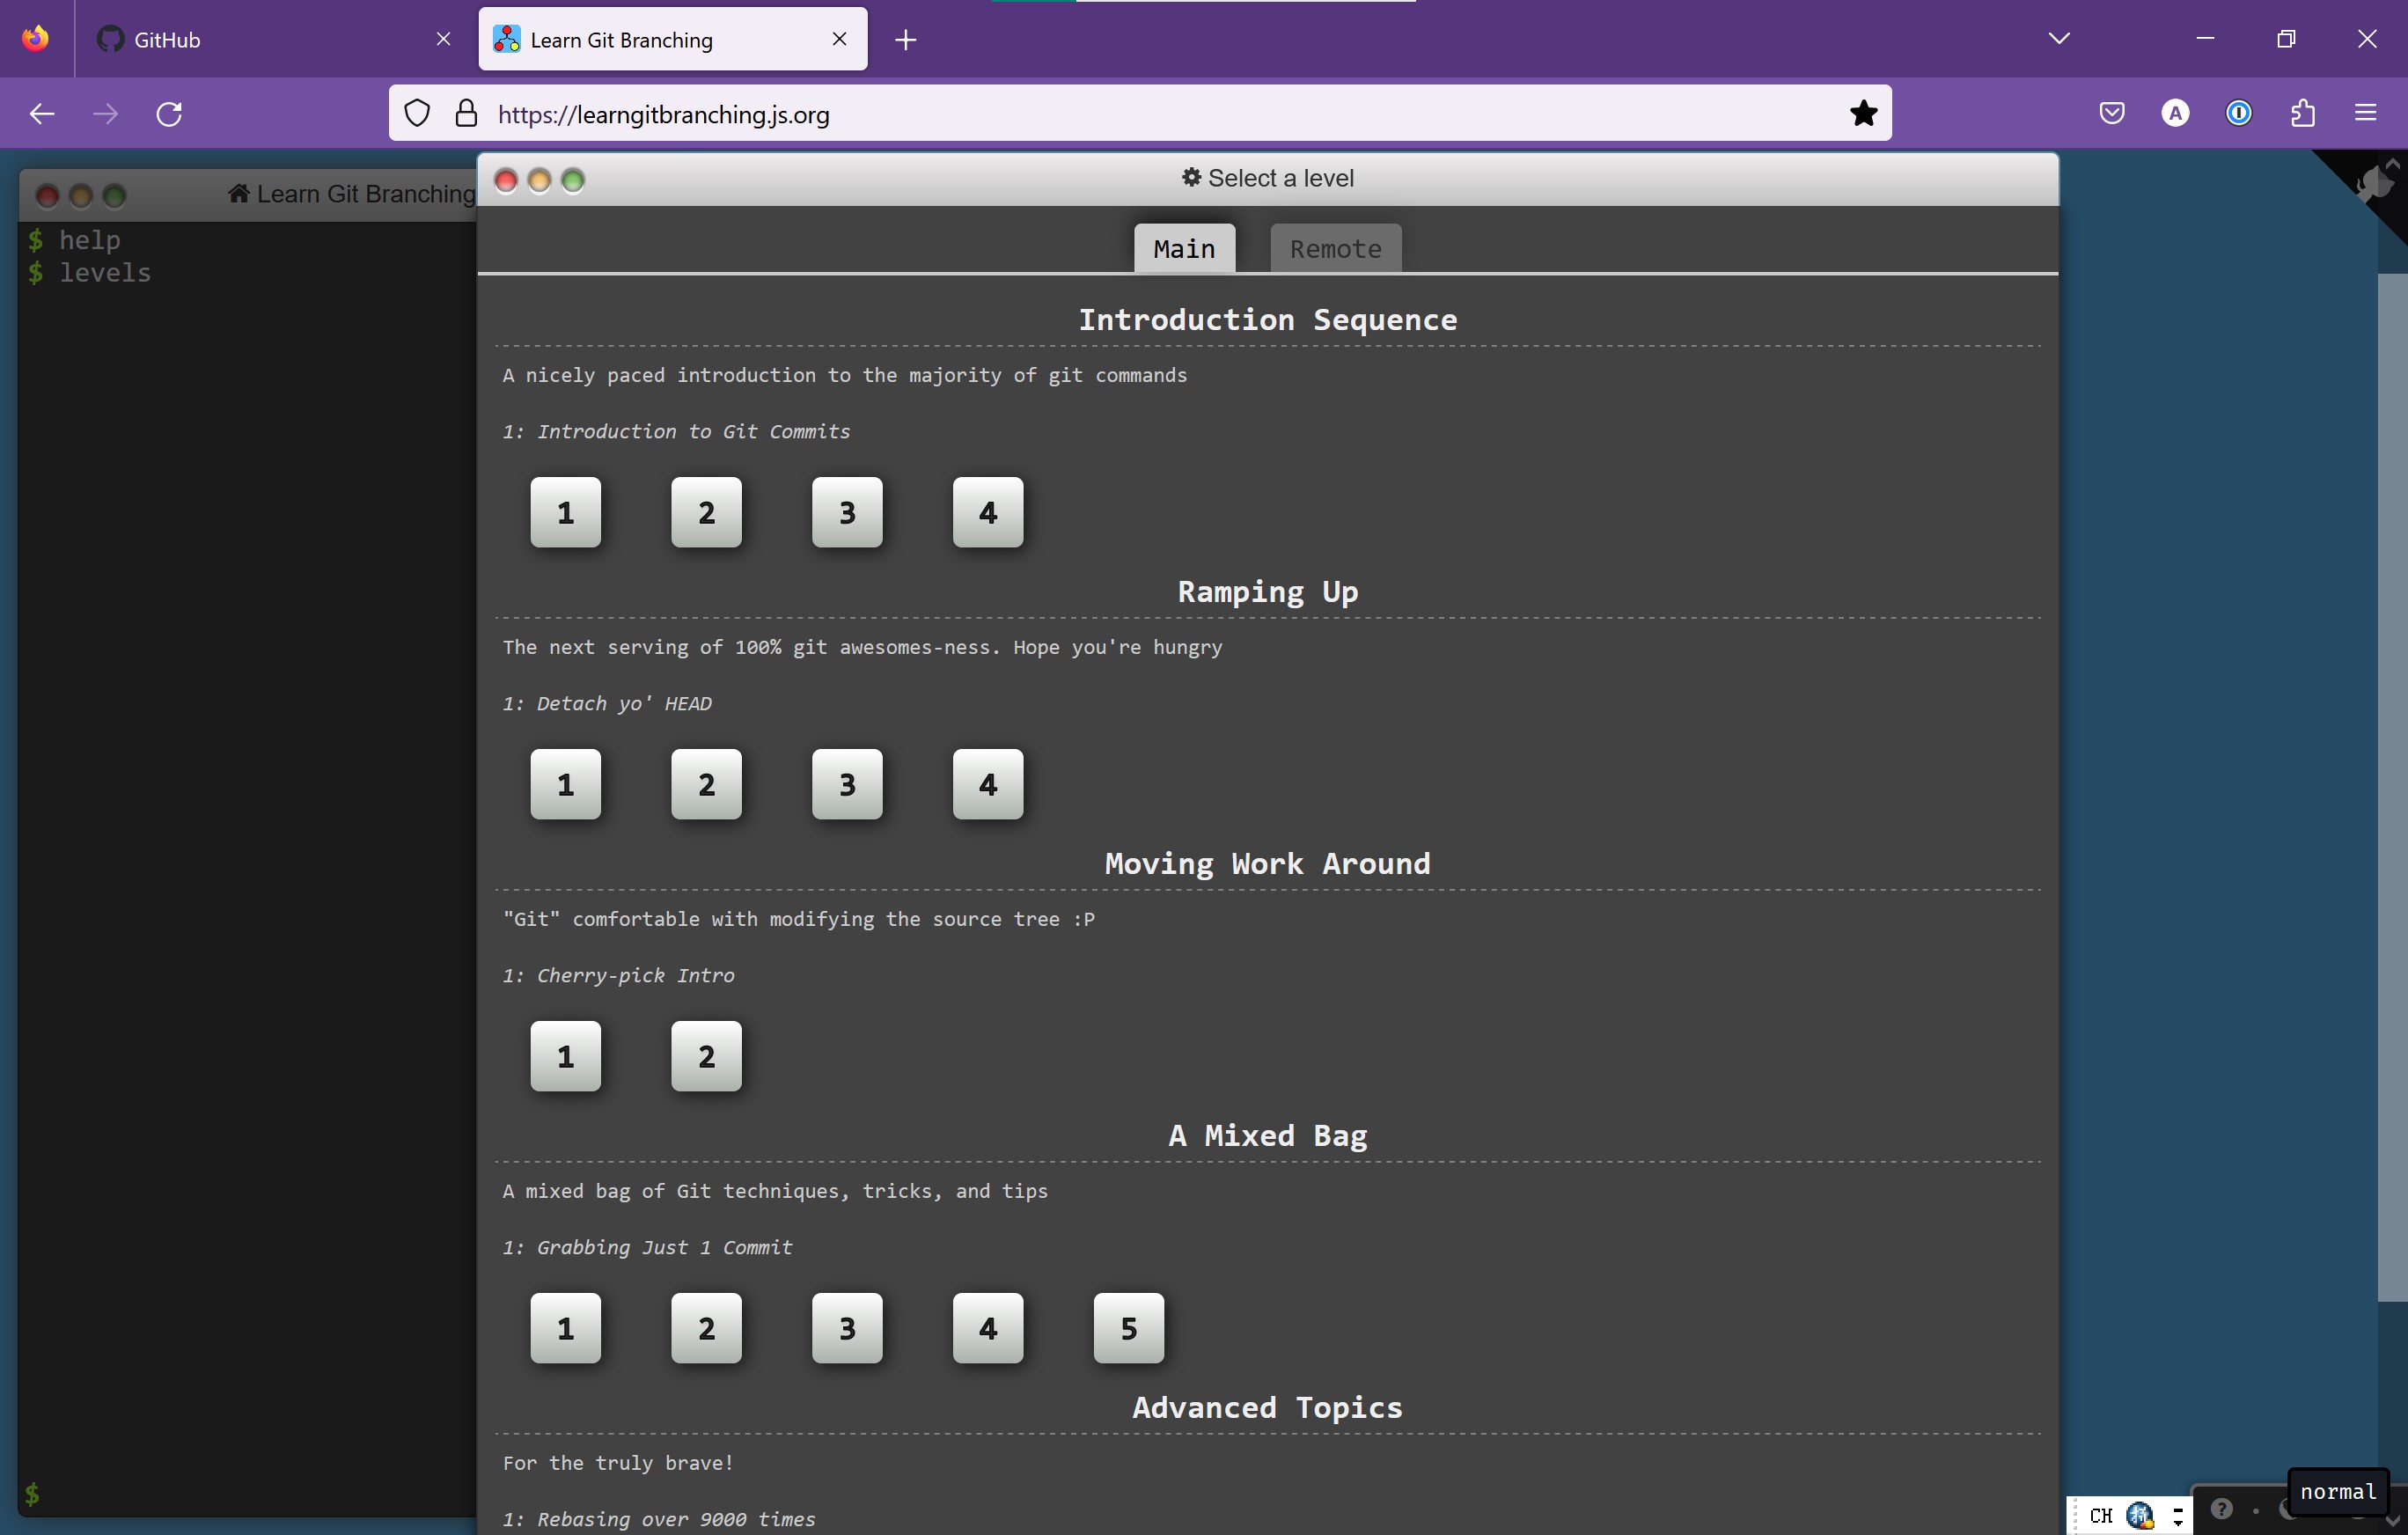 GitHub
Learn Git Branching
https://learngitbranching.js.org
Learn Git Branching
$ help
$ levels
$
Select a level
Main Remote
Introduction Sequence
A nicely paced introduction to the majority of git commands
1: Introduction to Git Commits
1 2 3 4
Ramping Up
The next serving of 100% git awesomes-ness. Hope you're hungry
1: Detach yo' HEAD
1 2 3 4
Moving Work Around
"Git" comfortable with modifying the source tree :P
1: Cherry-pick Intro
1 2
A Mixed Bag
A mixed bag of Git techniques, tricks, and tips
1: Grabbing Just 1 Commit
1 2 3 4 5
Advanced Topics
For the truly brave!
1: Rebasing over 9000 times
normal
CH